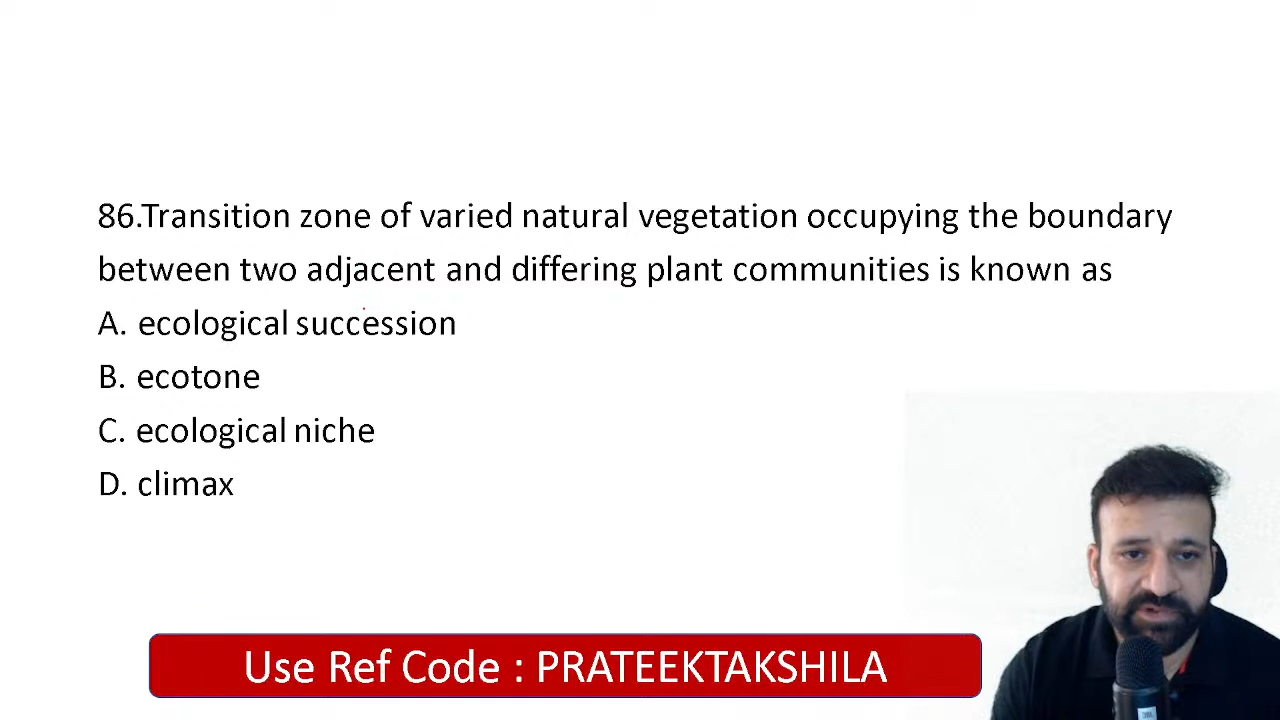 86.Transition zone of varied natural vegetation occupying the boundary
between two adjacent and differing plant communities is known as
A. ecological succession
B. ecotone
C. ecological niche
D. climax
Use Ref Code : PRATEEKTAKSHILA